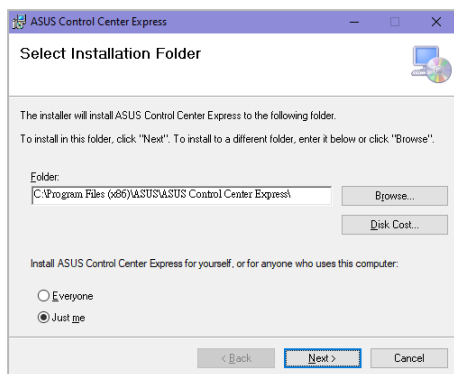 ASUS Control Center Express
Select Installation Folder
The installer will install ASUS Control Center Express to the following folder.
To install in this folder, click "Next". To install to a different folder, enter it below or click "Browse".
Folder:
C:\Program Files (x86)\ASUS\ASUS Control Center Express\
Browse...
Disk Cost...
Install ASUS Control Center Express for yourself, or for anyone who uses this computer:
Everyone
Just me
< Back
Next >
Cancel